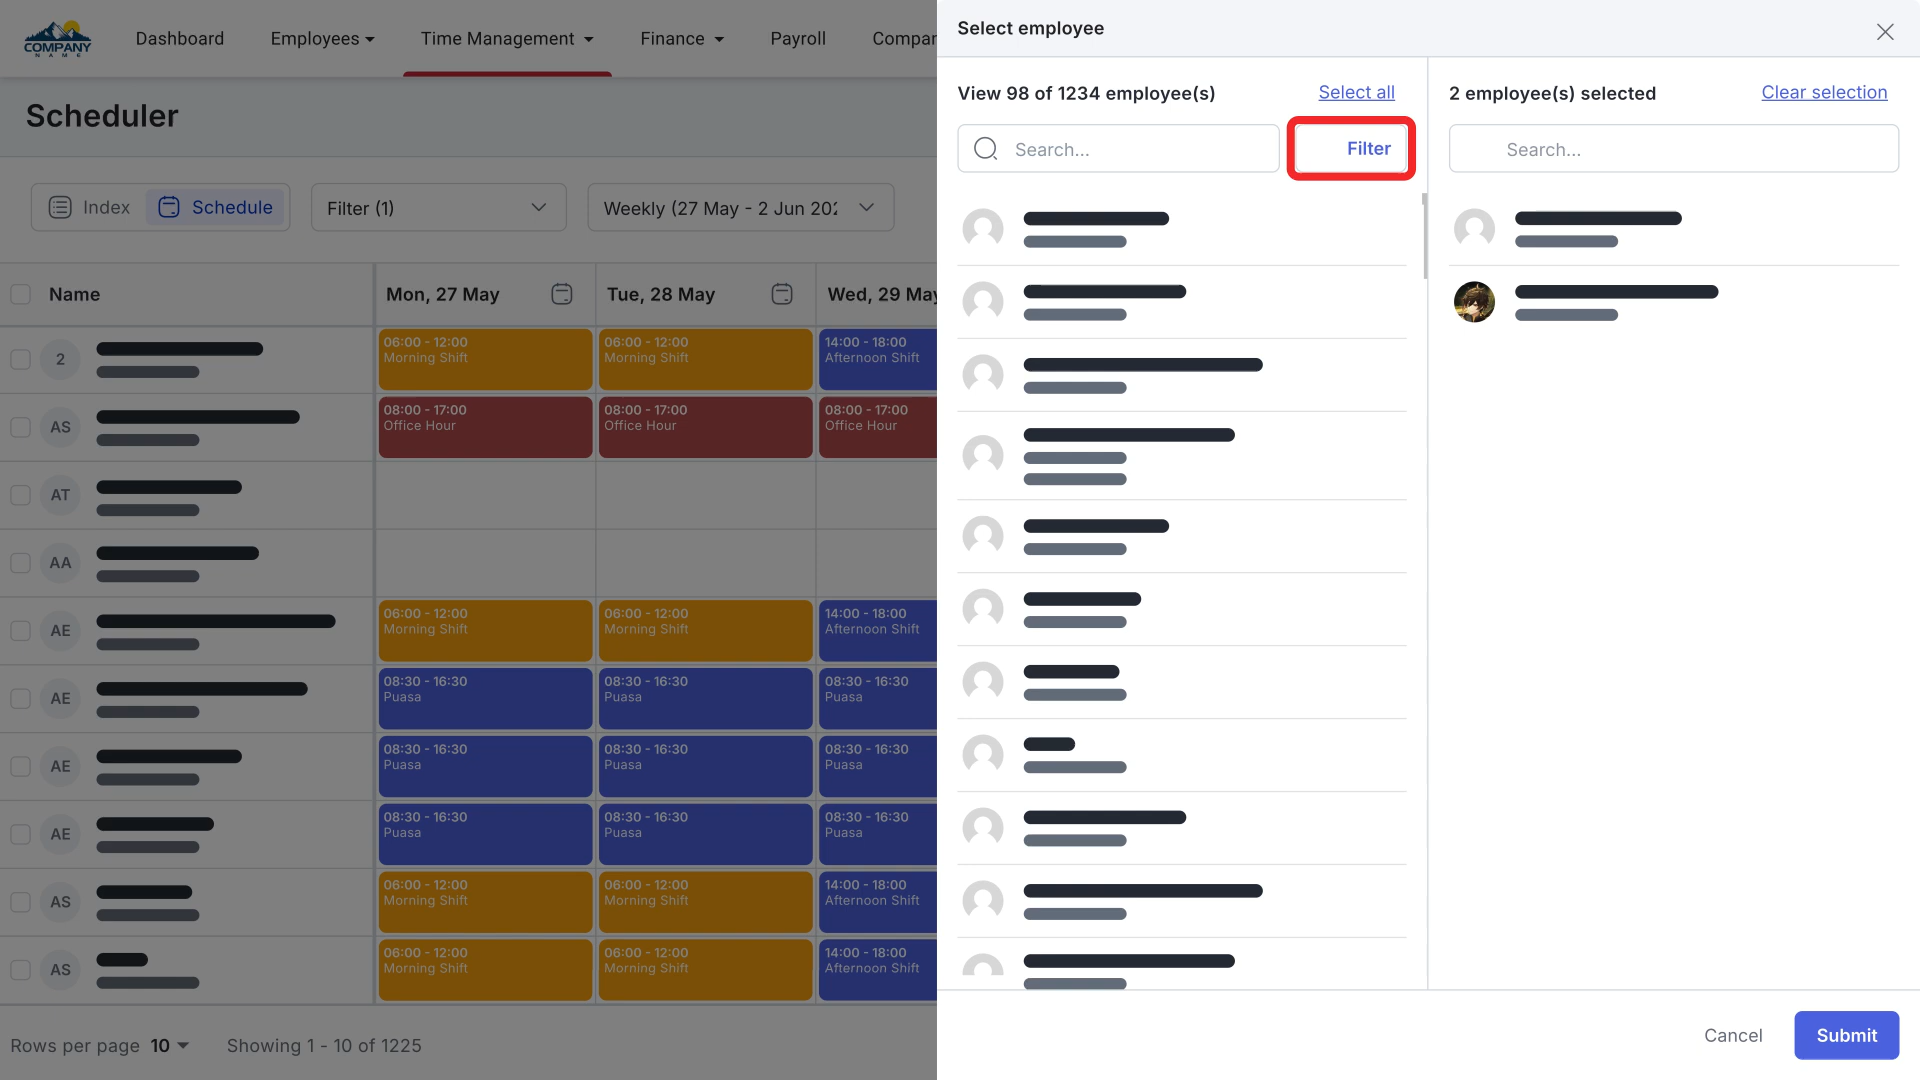 COMPANY
NAME
Dashboard
Employees
Time Management
Finance
Payroll
Compan
Scheduler
Index
Schedule
Filter (1)
Weekly (27 May - 2 Jun 202
Name
Mon, 27 May
Tue, 28 May
Wed, 29 May
2
06:00 - 12:00
Morning Shift
06:00 - 12:00
Morning Shift
14:00 - 18:00
Afternoon Shift
AS
08:00 - 17:00
Office Hour
08:00 - 17:00
Office Hour
08:00 - 17:00
Office Hour
AT
AA
AE
06:00 - 12:00
Morning Shift
06:00 - 12:00
Morning Shift
14:00 - 18:00
Afternoon Shift
AE
08:30 - 16:30
Puasa
08:30 - 16:30
Puasa
08:30 - 16:30
Puasa
AE
08:30 - 16:30
Puasa
08:30 - 16:30
Puasa
08:30 - 16:30
Puasa
AE
08:30 - 16:30
Puasa
08:30 - 16:30
Puasa
08:30 - 16:30
Puasa
AS
06:00 - 12:00
Morning Shift
06:00 - 12:00
Morning Shift
14:00 - 18:00
Afternoon Shift
AS
06:00 - 12:00
Morning Shift
06:00 - 12:00
Morning Shift
14:00 - 18:00
Afternoon Shift
Rows per page 10
Showing 1 - 10 of 1225
Select employee
View 98 of 1234 employee(s)
Select all
Search...
Filter
2 employee(s) selected
Clear selection
Search...
Cancel
Submit